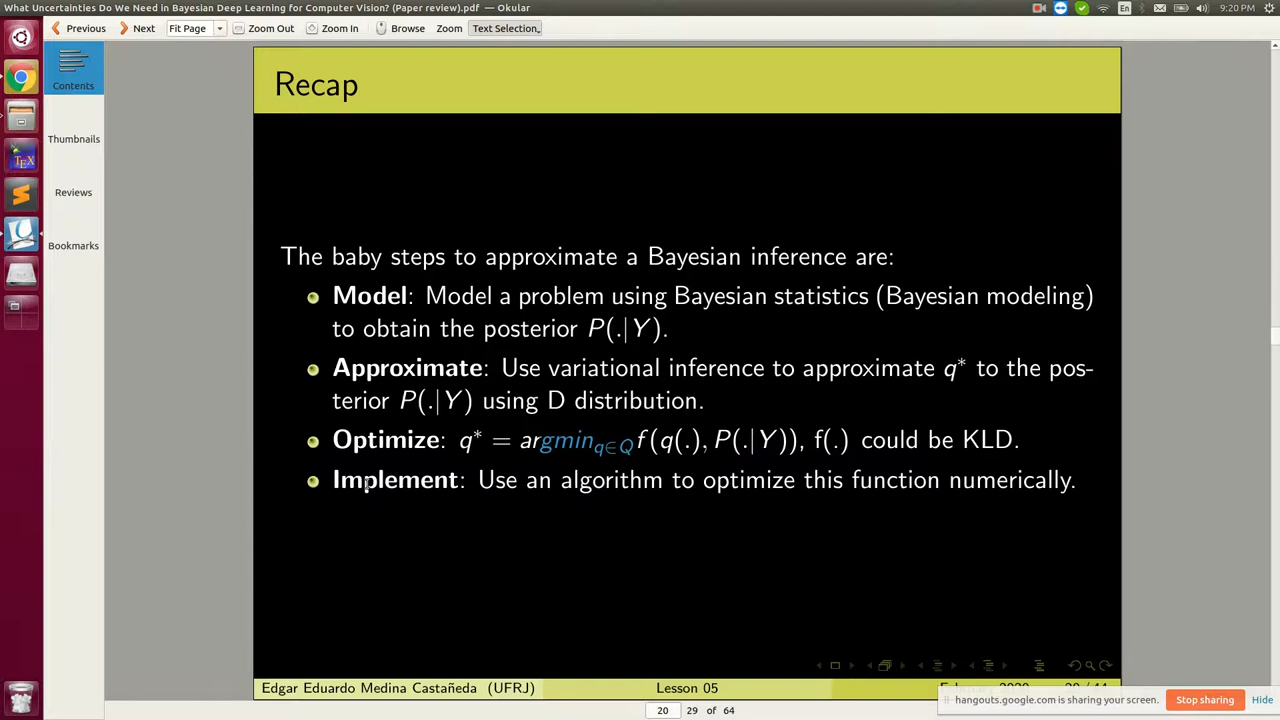 What Uncertainties Do We Need in Bayesian Deep Learning for Computer Vision? (Paper review).pdf — Okular
En
9:20 PM
Previous
Next
Fit Page
Zoom Out
Zoom In
Browse
Zoom
Text Selection
Contents
Thumbnails
Reviews
Bookmarks
TEX
Recap
The baby steps to approximate a Bayesian inference are:
Model: Model a problem using Bayesian statistics (Bayesian modeling)
to obtain the posterior P(.|Y).
Approximate: Use variational inference to approximate q* to the pos-
terior P(.|Y) using D distribution.
Optimize: q* = argmin_{q∈Q} f(q(.), P(.|Y)), f(.) could be KLD.
Implement: Use an algorithm to optimize this function numerically.
Edgar Eduardo Medina Castañeda (UFRJ)
Lesson 05
hangouts.google.com is sharing your screen.
Stop sharing
Hide
20
29 of 64